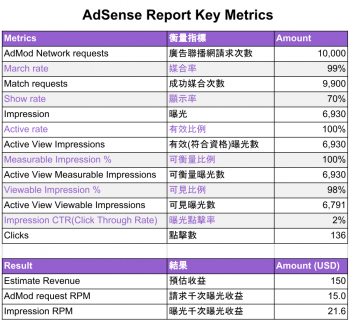 AdSense Report Key Metrics
Metrics 衡量指標 Amount
AdMod Network requests 廣告聯播網請求次數 10,000
March rate 媒合率 99%
Match requests 成功媒合次數 9,900
Show rate 顯示率 70%
Impression 曝光 6,930
Active rate 有效比例 100%
Active View Impressions 有效(符合資格)曝光數 6,930
Measurable Impression % 可衡量比例 100%
Active View Measurable Impressions 可衡量曝光數 6,930
Viewable Impression % 可見比例 98%
Active View Viewable Impressions 可見曝光數 6,791
Impression CTR(Click Through Rate) 曝光點擊率 2%
Clicks 點擊數 136
Result 結果 Amount (USD)
Estimate Revenue 預估收益 150
AdMod request RPM 請求千次曝光收益 15.0
Impression RPM 曝光千次曝光收益 21.6